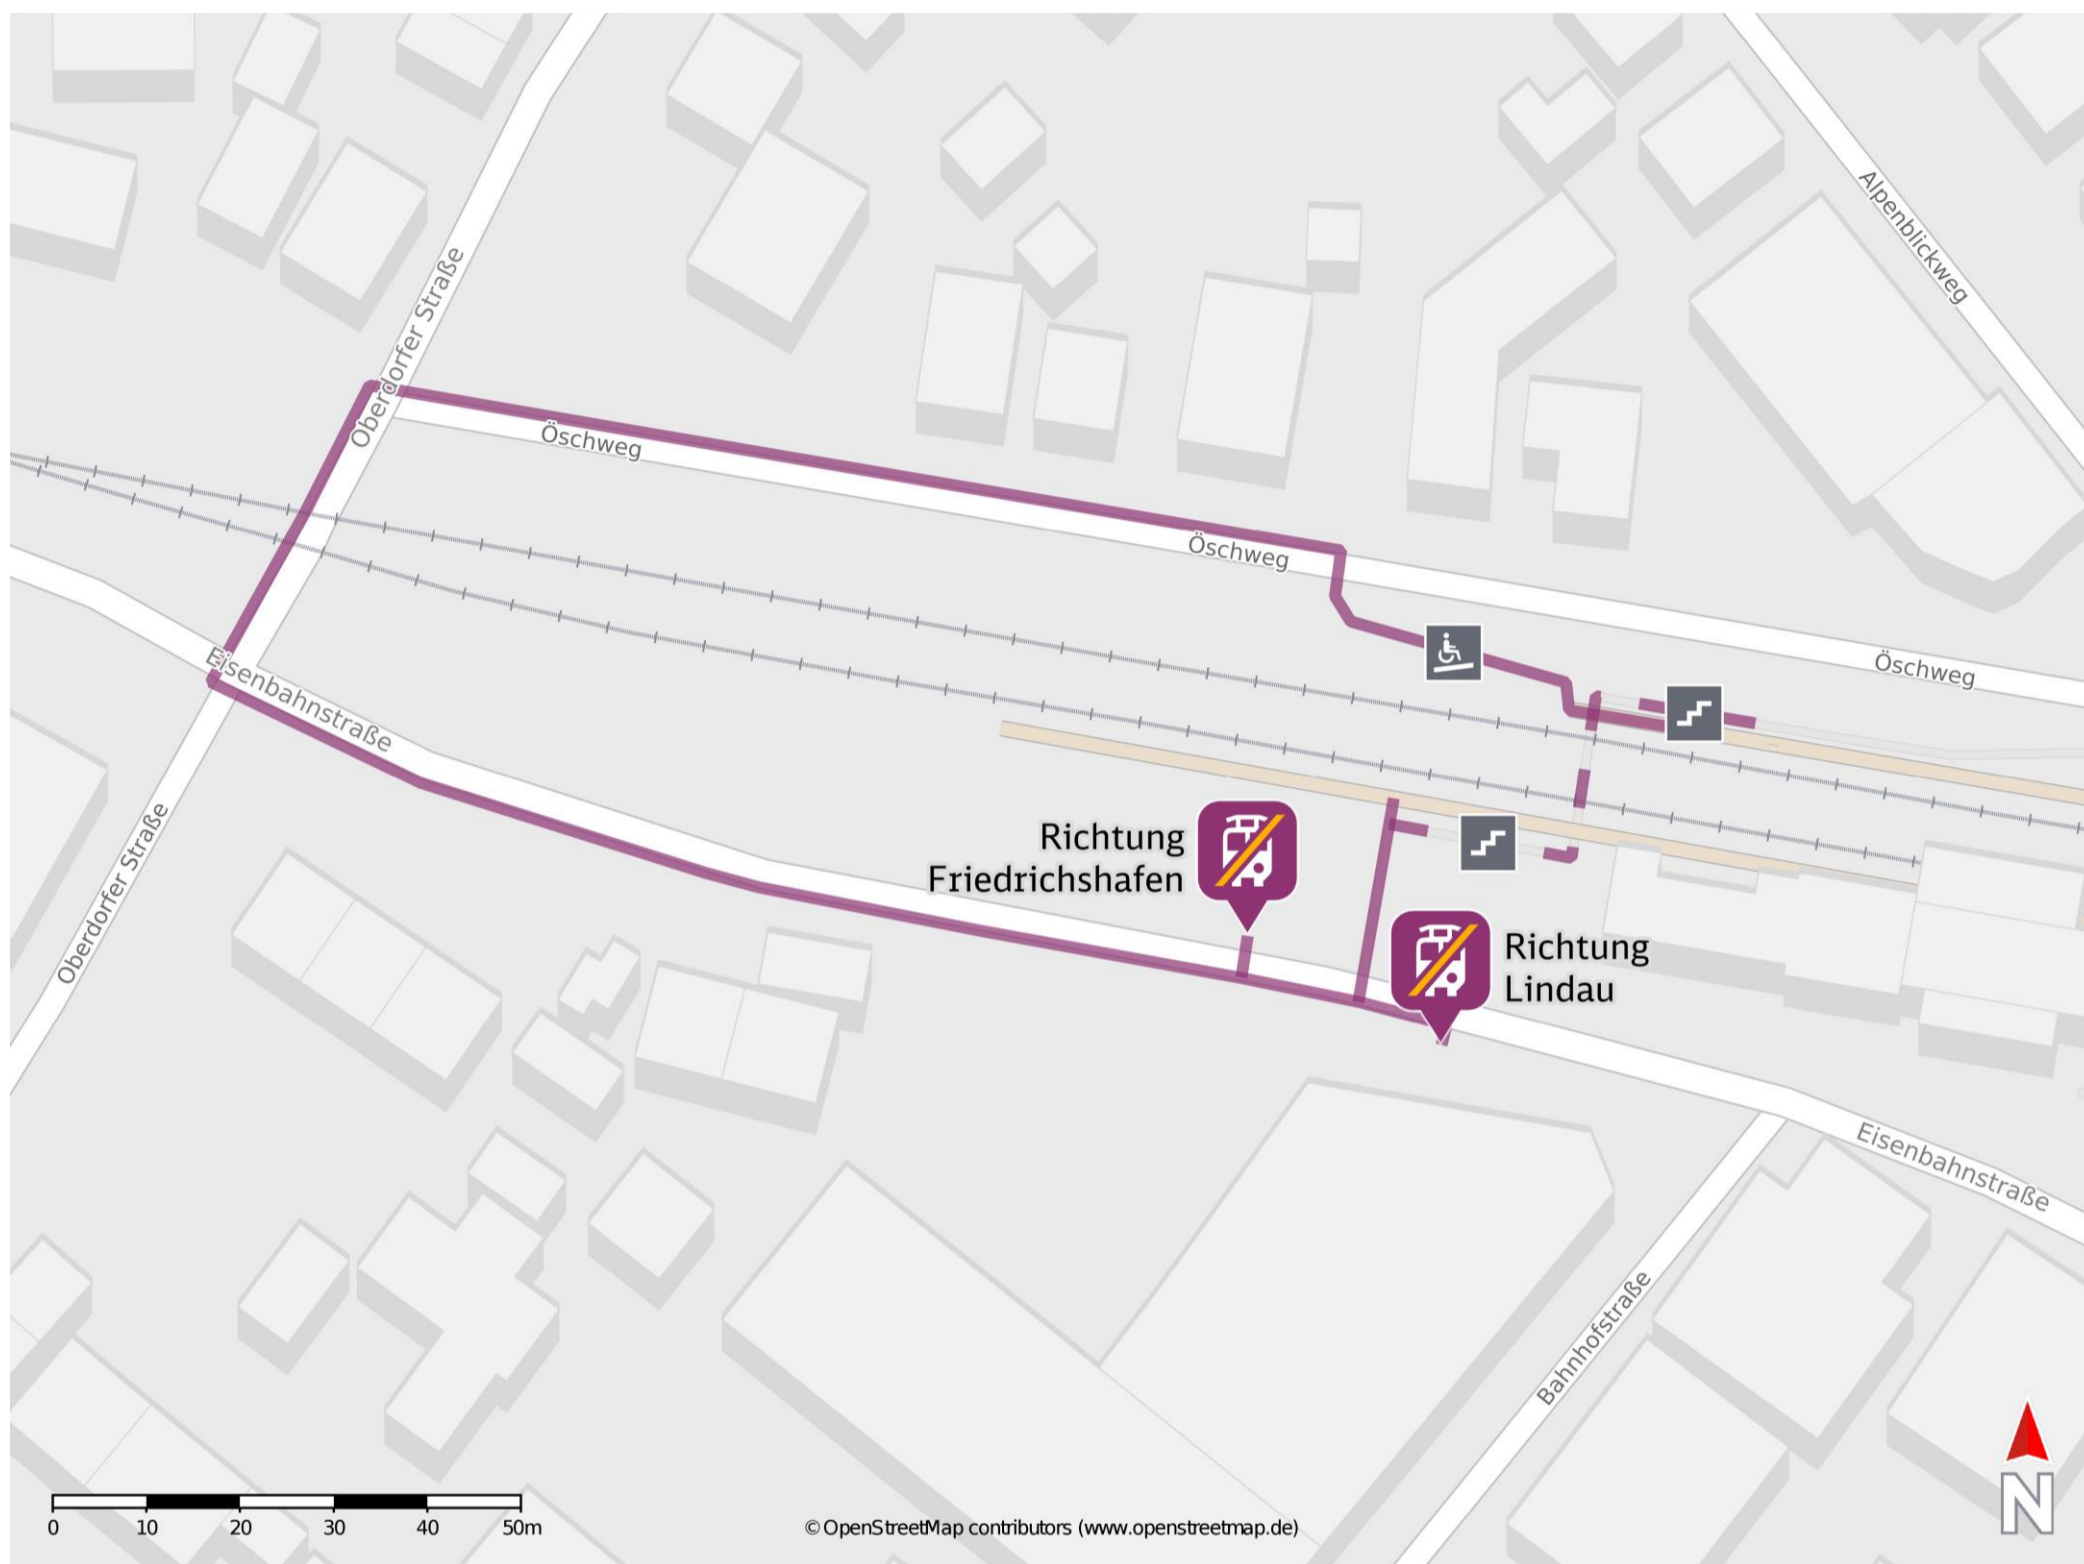 Alpenblickweg
Oberdorfer Straße
Öschweg
Öschweg
Öschweg
Eisenbahnstraße
Richtung
Friedrichshafen
Richtung
Lindau
Oberdorfer Straße
Eisenbahnstraße
Bahnhofstraße
N
0 10 20 30 40 50m
© OpenStreetMap contributors (www.openstreetmap.de)